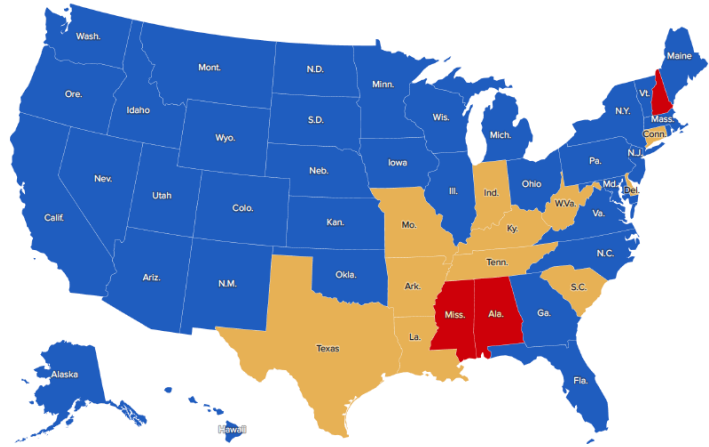 Wash.
Maine
Mont.
N.D.
Minn.
Vt.
Ore.
Idaho
Wis.
N.Y.
Mass.
S.D.
Mich.
Conn.
Wyo.
N.J.
Iowa
Pa.
Neb.
Nev.
Ohio
Md.
Del.
Utah
Ill.
Ind.
Colo.
W.Va.
Va.
Calif.
Kan.
Mo.
Ky.
N.C.
Tenn.
Ariz.
N.M.
Okla.
Ark.
S.C.
Miss.
Ala.
Ga.
La.
Texas
Alaska
Fla.
Hawaii